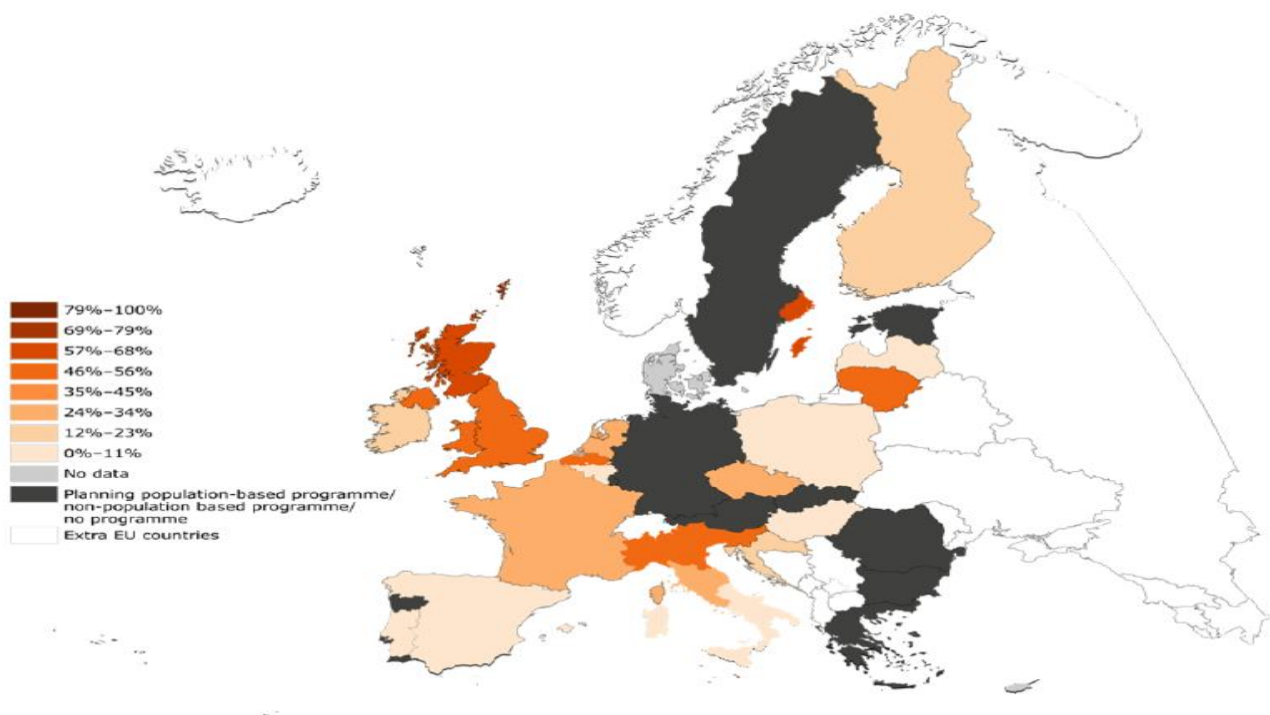 79%–100%
69%–79%
57%–68%
46%–56%
35%–45%
24%–34%
12%–23%
0%–11%
No data
Planning population-based programme/
non-population based programme/
no programme
Extra EU countries